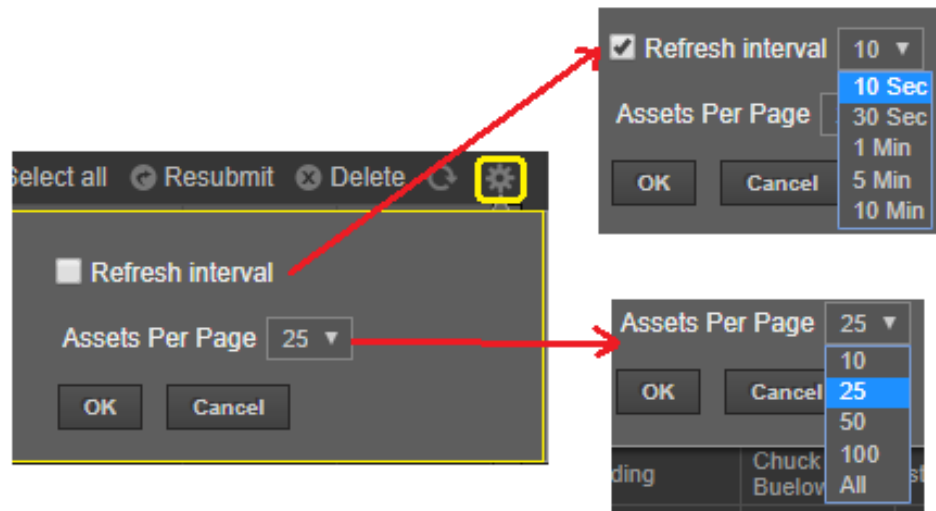 Select all Resubmit Delete
Refresh interval
Assets Per Page 25
OK Cancel
Refresh interval 10
10 Sec
Assets Per Page
30 Sec
1 Min
OK Cancel
5 Min
10 Min
Assets Per Page 25
10
OK Cancel
25
50
100
All
Chuck
Buelow